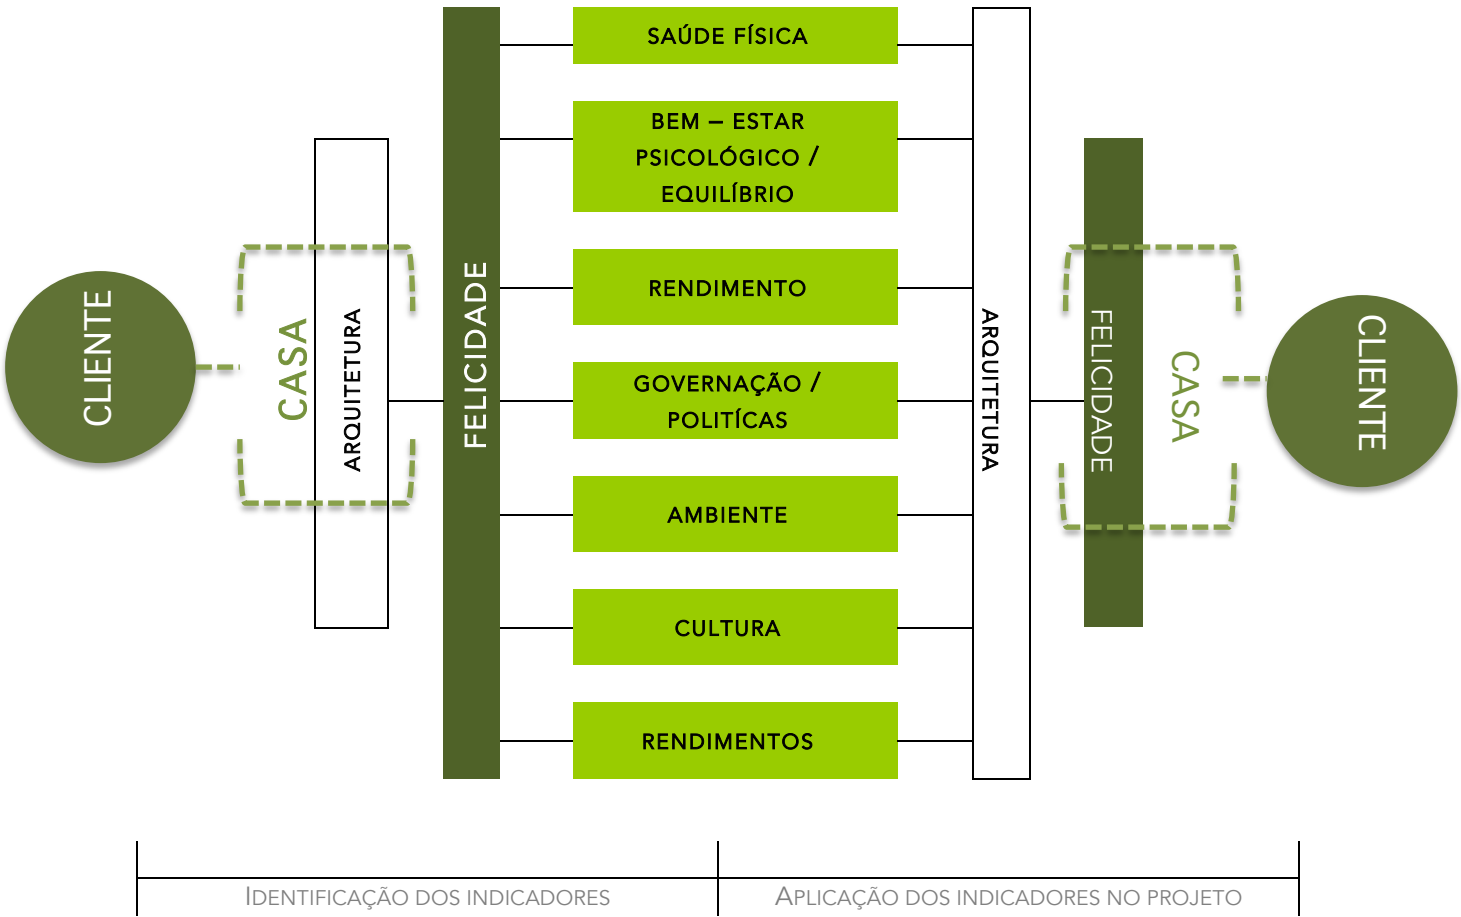 CLIENTE
CASA
ARQUITETURA
FELICIDADE
SAÚDE FÍSICA
BEM – ESTAR
PSICOLÓGICO /
EQUILÍBRIO
RENDIMENTO
GOVERNAÇÃO /
POLITÍCAS
AMBIENTE
CULTURA
RENDIMENTOS
ARQUITETURA
FELICIDADE
CASA
CLIENTE
IDENTIFICAÇÃO DOS INDICADORES
APLICAÇÃO DOS INDICADORES NO PROJETO